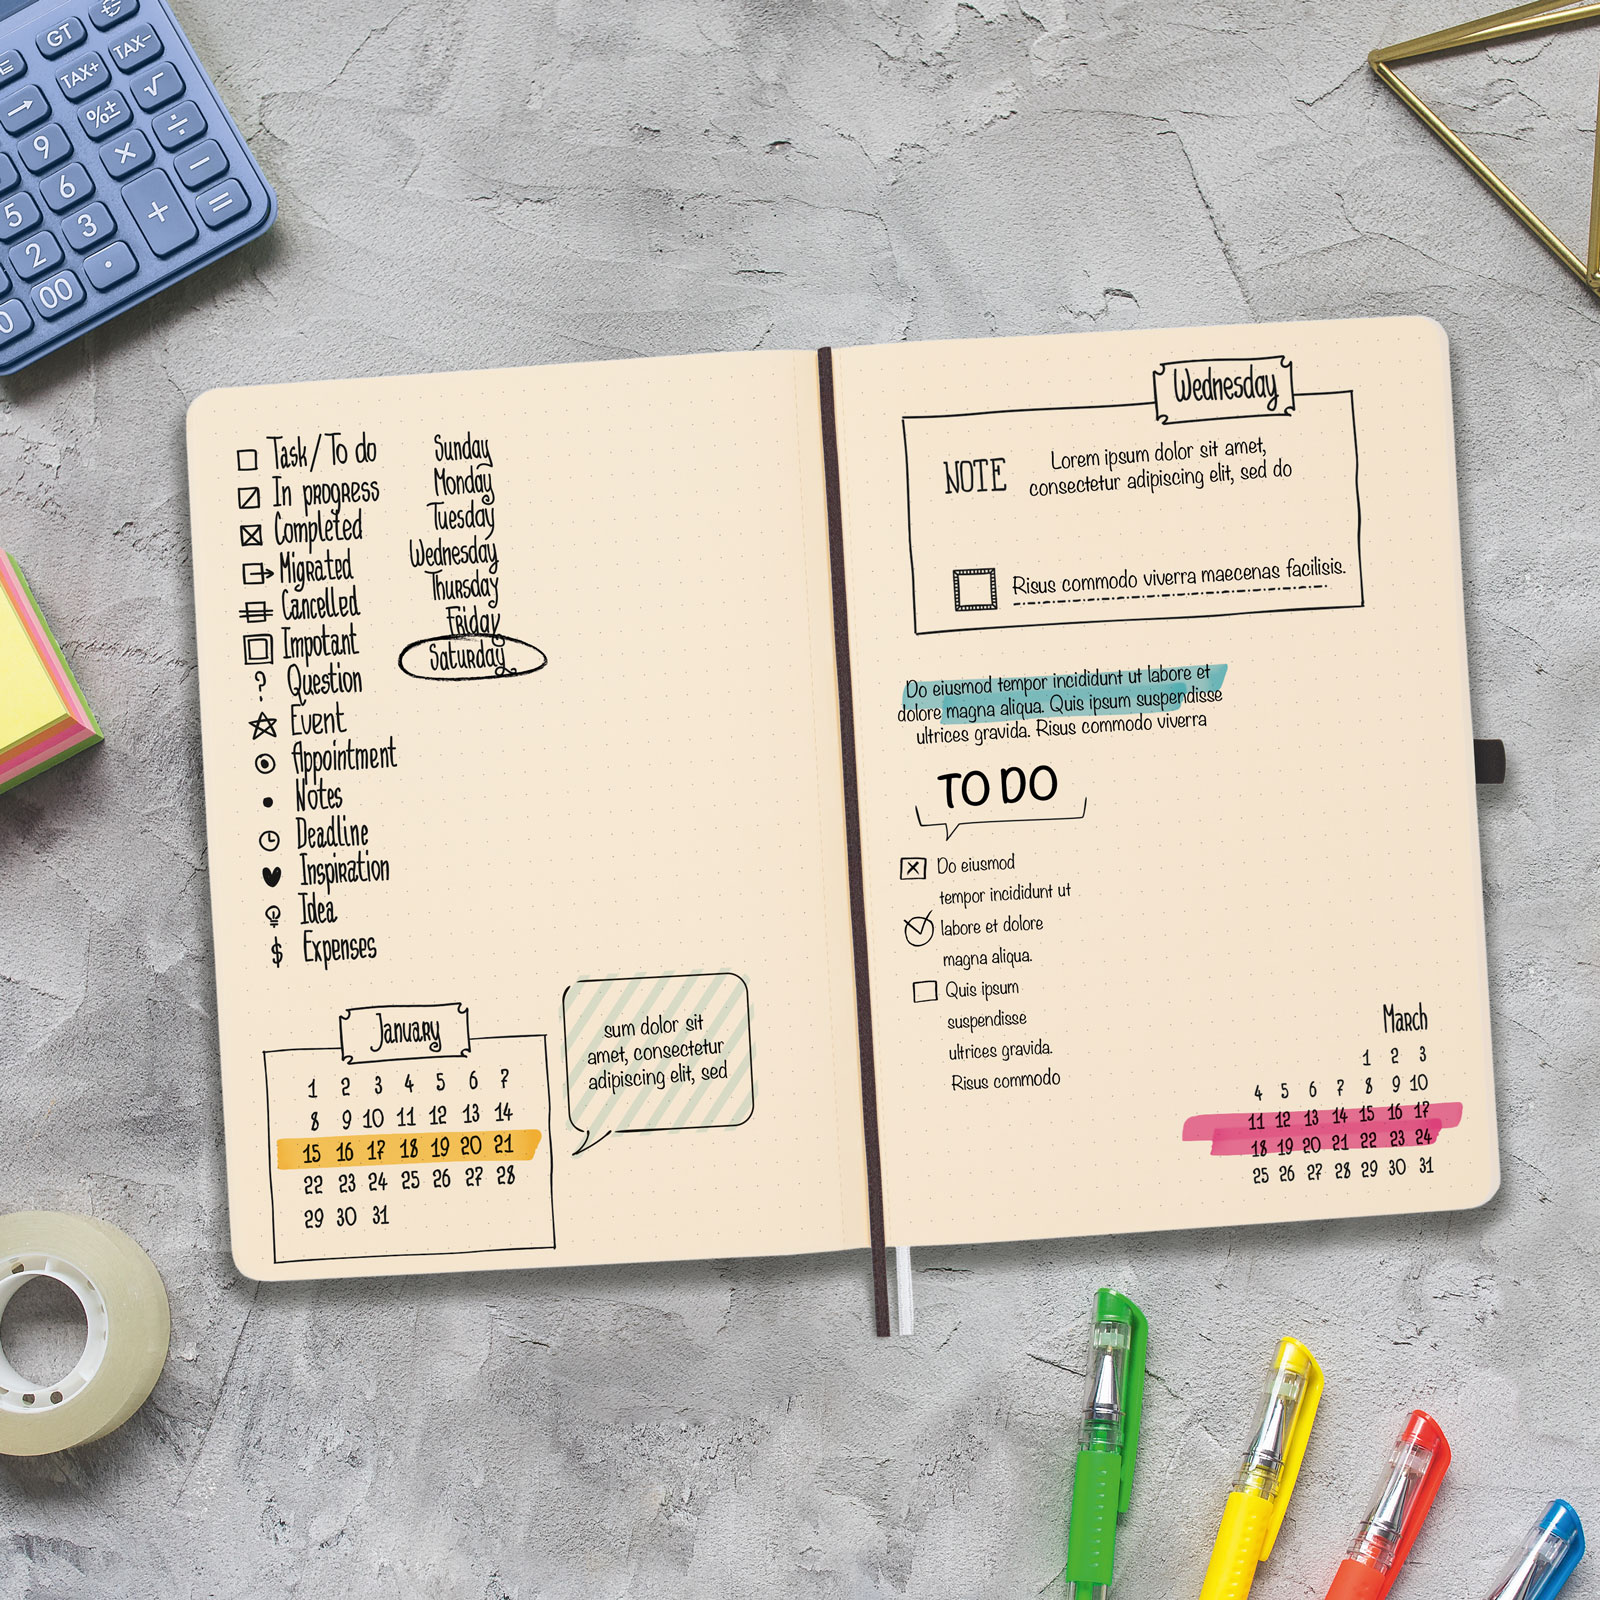 GT
TAX-
TAX+
√
→
%±
÷
9
×
−
6
+
=
5
3
2
.
00
0
Task/To do
In progress
Completed
Migrated
Cancelled
Impotant
? Question
Event
Appointment
• Notes
Deadline
Inspiration
Idea
$ Expenses
Sunday
Monday
Tuesday
Wednesday
Thursday
Friday
Saturday
January
1 2 3 4 5 6 7
8 9 10 11 12 13 14
15 16 17 18 19 20 21
22 23 24 25 26 27 28
29 30 31
sum dolor sit
amet, consectetur
adipiscing elit, sed
Wednesday
NOTE
Lorem ipsum dolor sit amet,
consectetur adipiscing elit, sed do
Risus commodo viverra maecenas facilisis.
Do eiusmod tempor incididunt ut labore et
dolore magna aliqua. Quis ipsum suspendisse
ultrices gravida. Risus commodo viverra
TO DO
Do eiusmod
tempor incididunt ut
labore et dolore
magna aliqua.
Quis ipsum
suspendisse
ultrices gravida.
Risus commodo
March
1 2 3
4 5 6 7 8 9 10
11 12 13 14 15 16 17
18 19 20 21 22 23 24
25 26 27 28 29 30 31